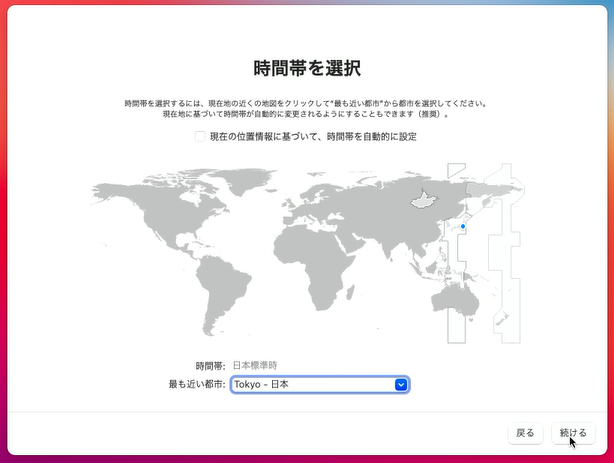 時間帯を選択
時間帯を選択するには、現在地の近くの地図をクリックして"最も近い都市"から都市を選択してください。
現在地に基づいて時間帯が自動的に変更されるようにすることもできます（推奨）。
現在の位置情報に基づいて、時間帯を自動的に設定
時間帯: 日本標準時
最も近い都市: Tokyo – 日本
戻る 続ける